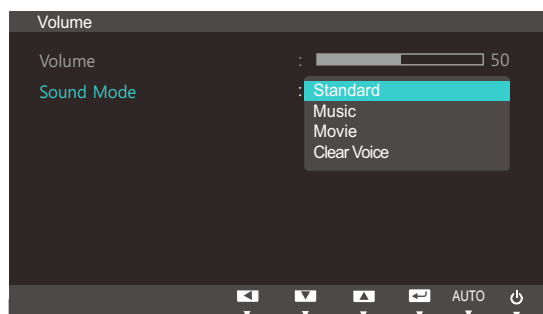 Volume
Volume : 50
Sound Mode : Standard
Music
Movie
Clear Voice
AUTO